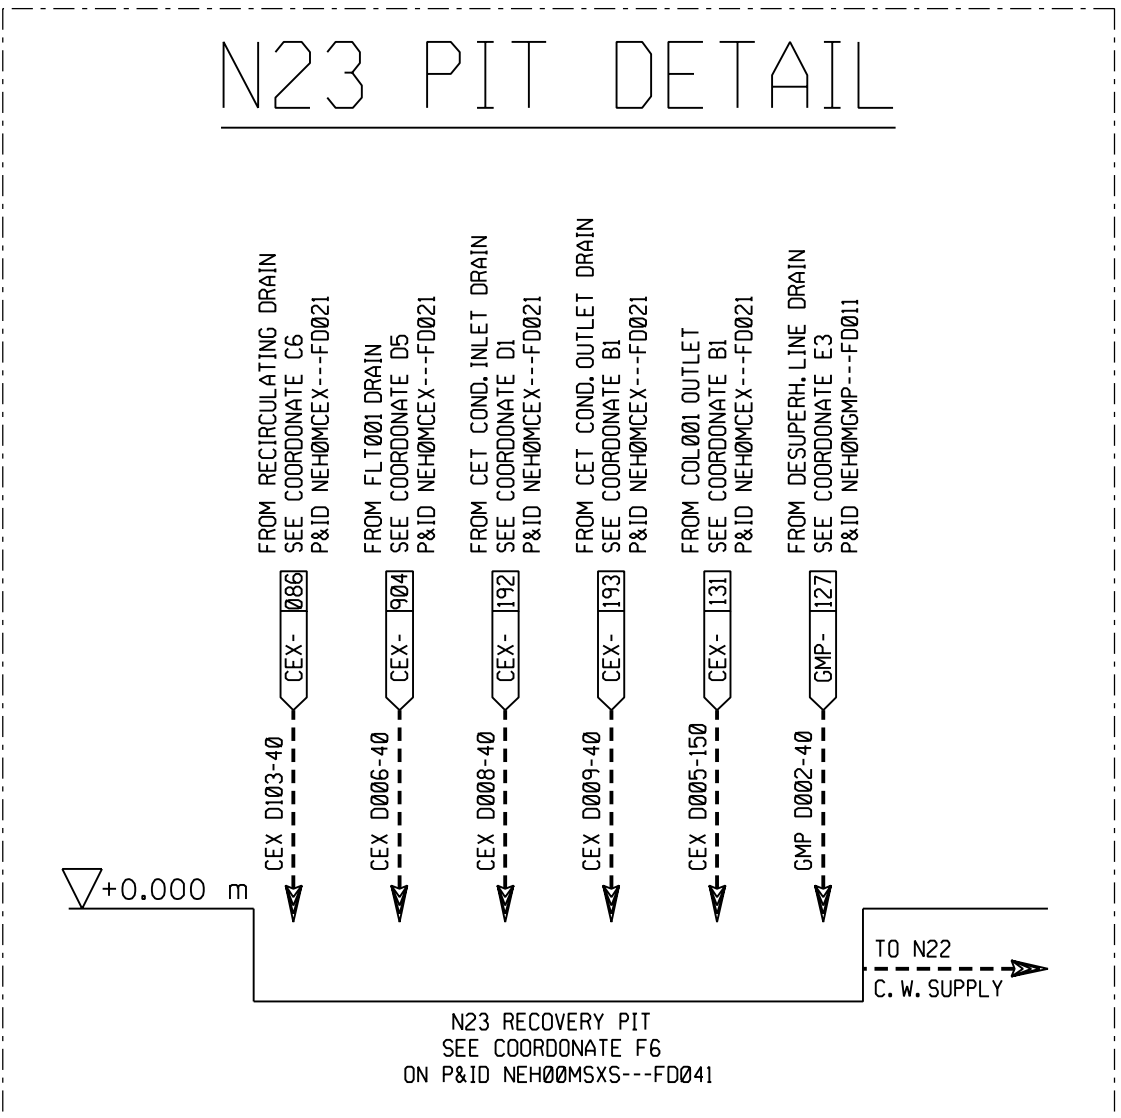 N23 PIT DETAIL
FROM RECIRCULATING DRAIN
SEE COORDONATE C6
P&ID NEH0MCEX---FD021
FROM FLT001 DRAIN
SEE COORDONATE D5
P&ID NEH0MCEX---FD021
FROM CET COND.INLET DRAIN
SEE COORDONATE D1
P&ID NEH0MCEX---FD021
FROM CET COND.OUTLET DRAIN
SEE COORDONATE B1
P&ID NEH0MCEX---FD021
FROM COL001 OUTLET
SEE COORDONATE B1
P&ID NEH0MCEX---FD021
FROM DESUPERH.LINE DRAIN
SEE COORDONATE E3
P&ID NEH0MGMP---FD011
CEX- 086
CEX- 904
CEX- 192
CEX- 193
CEX- 131
GMP- 127
CEX D103-40
CEX D006-40
CEX D008-40
CEX D009-40
CEX D005-150
GMP D002-40
+0.000 m
TO N22
C.W.SUPPLY
N23 RECOVERY PIT
SEE COORDONATE F6
ON P&ID NEH00MSXS---FD041